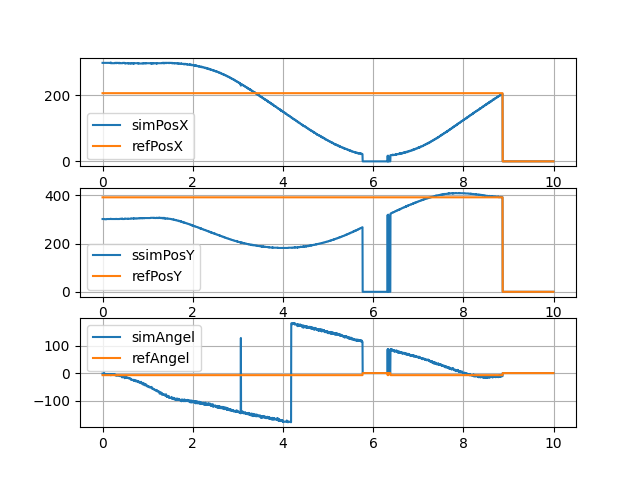 200
0
simPosX
refPosX
0 2 4 6 8 10
400
200
0
ssimPosY
refPosY
0 2 4 6 8 10
100
0
−100
simAngel
refAngel
0 2 4 6 8 10